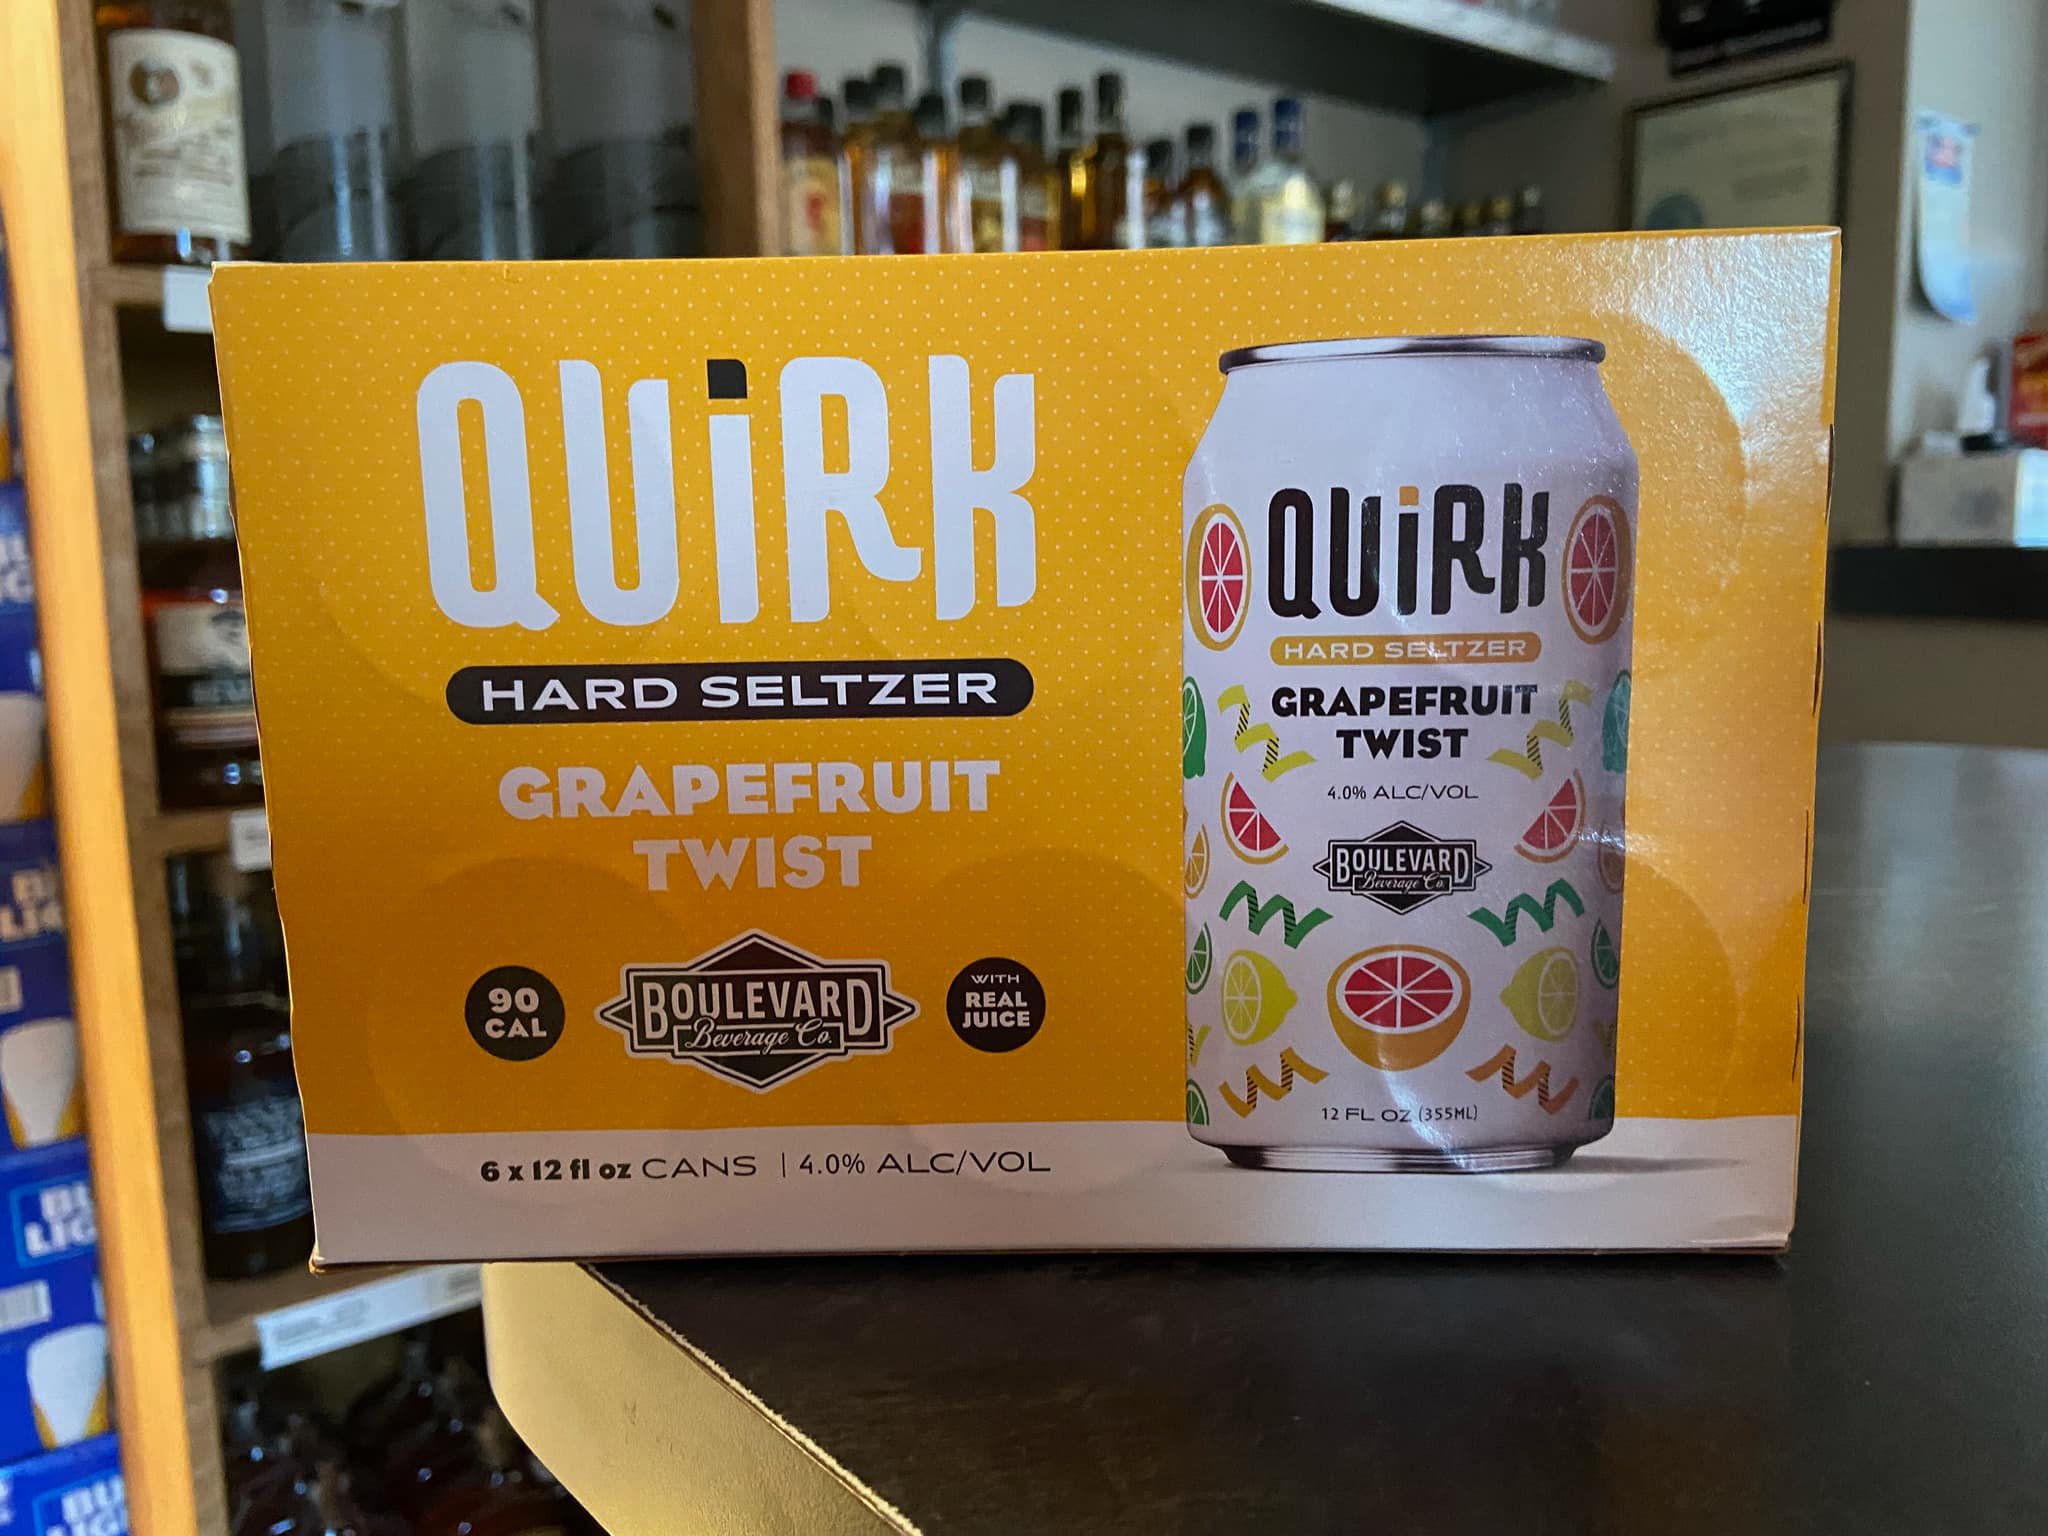 QUiRK
HARD SELTZER
GRAPEFRUIT
TWIST
90
CAL
BOULEVARD
Beverage Co.
WITH
REAL
JUICE
6 x 12 fl oz CANS | 4.0% ALC/VOL
QUiRK
HARD SELTZER
GRAPEFRUIT
TWIST
4.0% ALC/VOL
BOULEVARD
Beverage Co.
12 FL OZ (355ML)
BUD
LIGHT